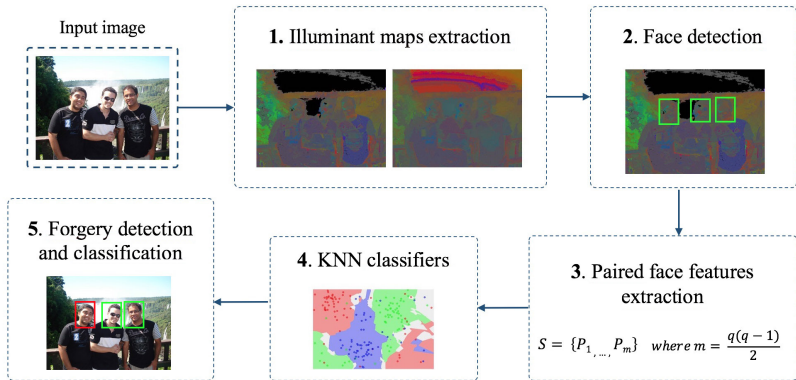 Input image
1. Illuminant maps extraction
2. Face detection
3. Paired face features
extraction
S = {P₁ ,..., Pₘ} where m = q(q − 1)
2
4. KNN classifiers
5. Forgery detection
and classification